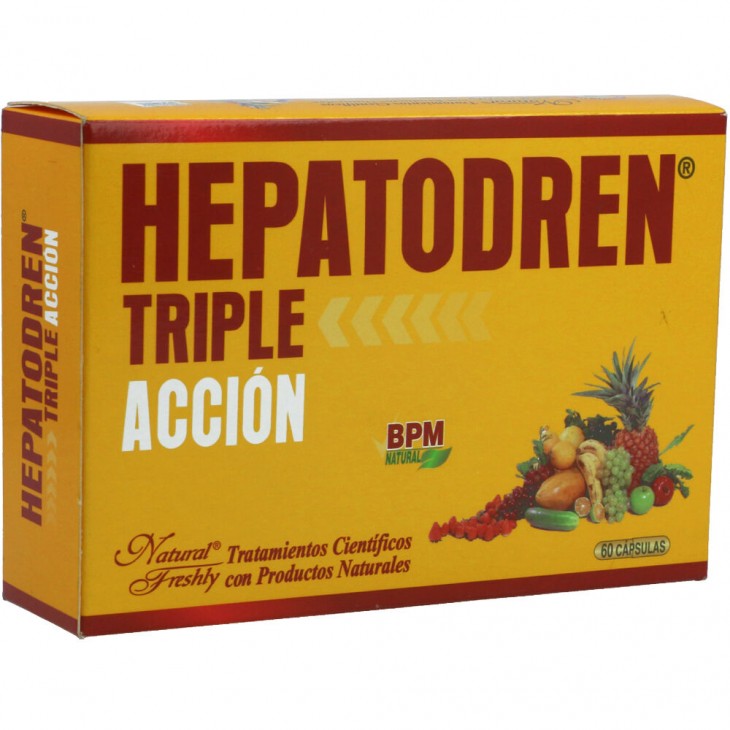 HEPATODREN®
TRIPLE
ACCIÓN
BPM
NATURAL
Natural® Freshly
Tratamientos Científicos
con Productos Naturales
60 CÁPSULAS
HEPATODREN®
TRIPLE ACCIÓN